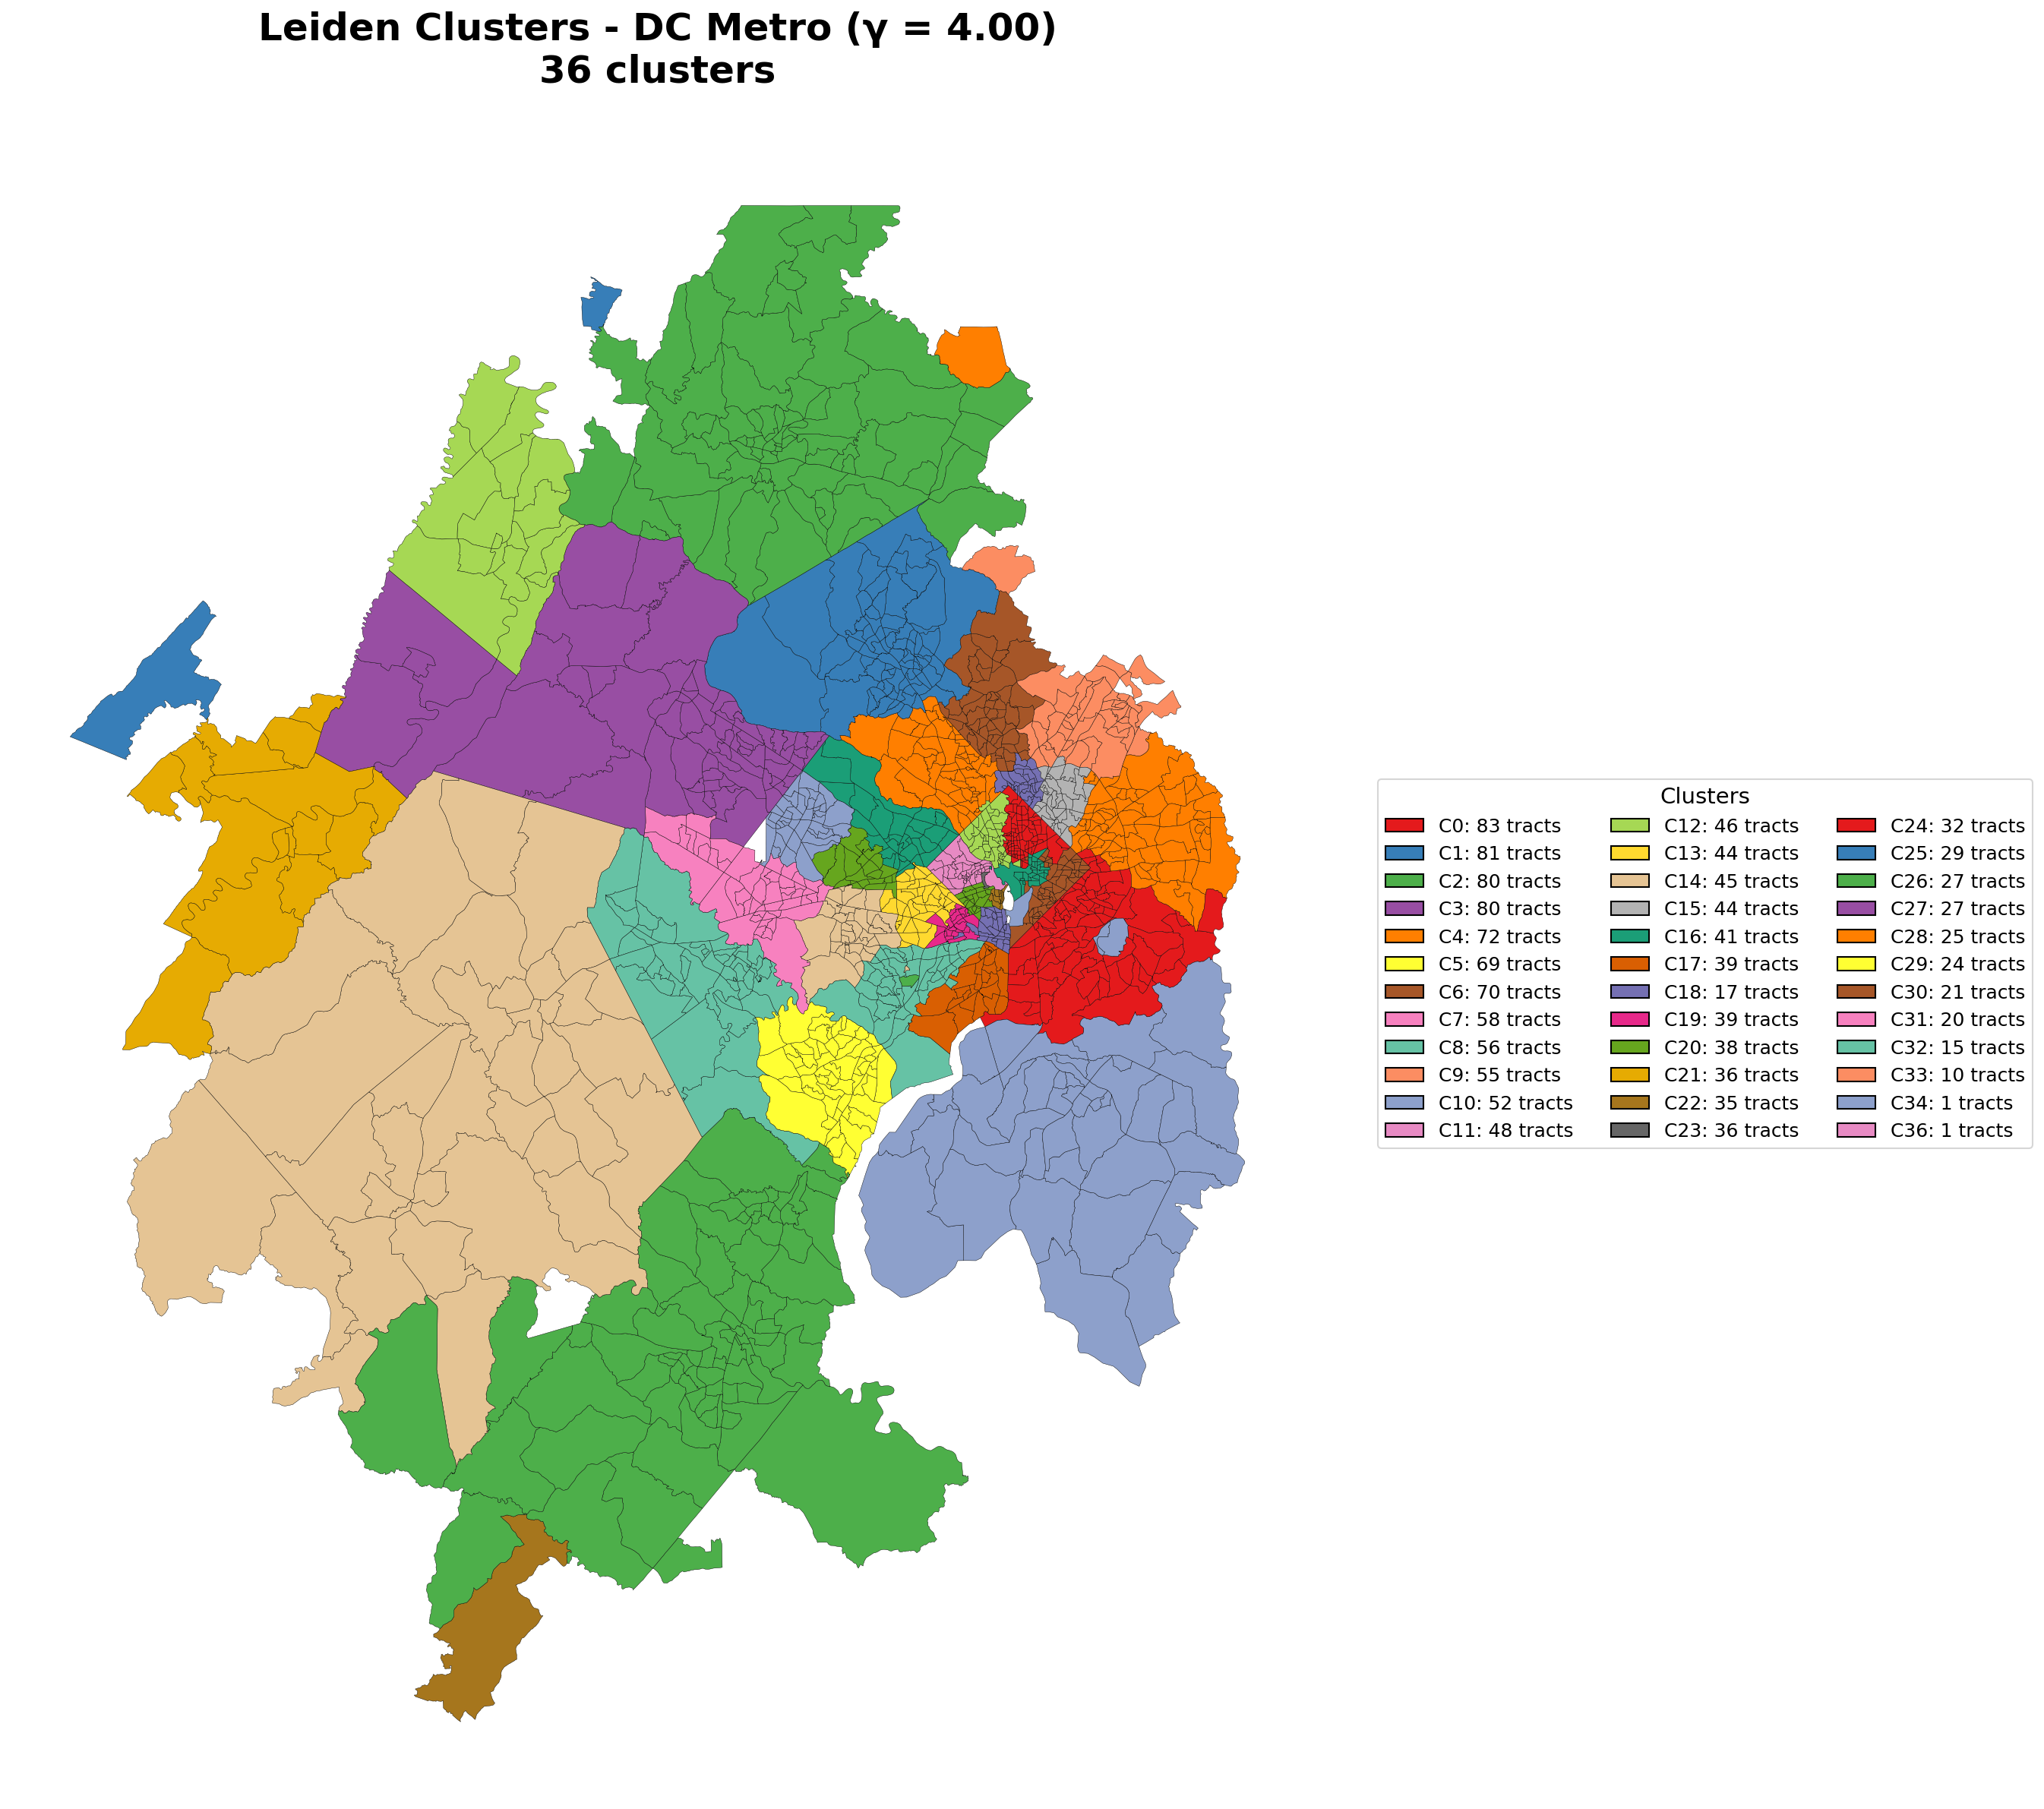 Leiden Clusters - DC Metro (γ = 4.00)
36 clusters
Clusters
C0: 83 tracts
C1: 81 tracts
C2: 80 tracts
C3: 80 tracts
C4: 72 tracts
C5: 69 tracts
C6: 70 tracts
C7: 58 tracts
C8: 56 tracts
C9: 55 tracts
C10: 52 tracts
C11: 48 tracts
C12: 46 tracts
C13: 44 tracts
C14: 45 tracts
C15: 44 tracts
C16: 41 tracts
C17: 39 tracts
C18: 17 tracts
C19: 39 tracts
C20: 38 tracts
C21: 36 tracts
C22: 35 tracts
C23: 36 tracts
C24: 32 tracts
C25: 29 tracts
C26: 27 tracts
C27: 27 tracts
C28: 25 tracts
C29: 24 tracts
C30: 21 tracts
C31: 20 tracts
C32: 15 tracts
C33: 10 tracts
C34: 1 tracts
C36: 1 tracts